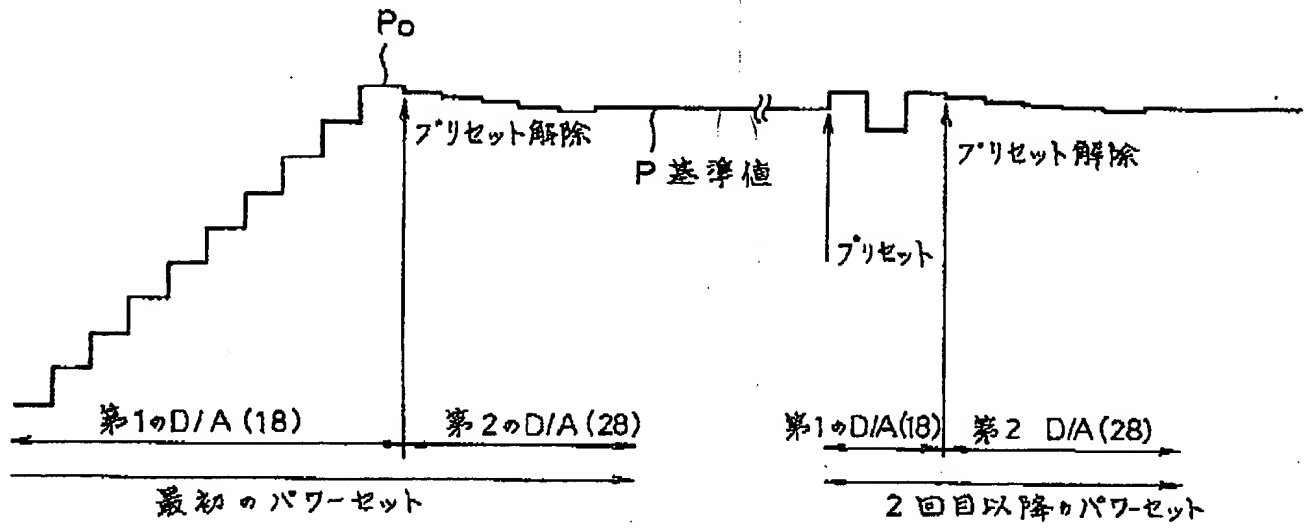 Po
プリセット解除
P 基準値
プリセット解除
プリセット
第1のD/A (18)
第2のD/A(28)
第1のD/A(18)
第2 D/A(28)
最初のパワーセット
2回目以降のパワーセット